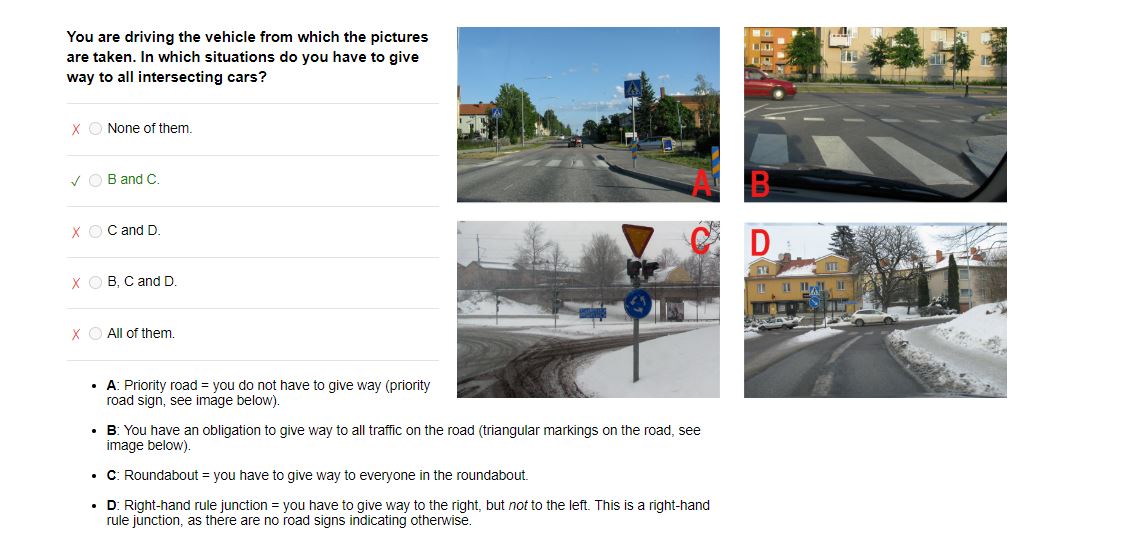 You are driving the vehicle from which the pictures
are taken. In which situations do you have to give
way to all intersecting cars?
None of them.
B and C.
C and D.
B, C and D.
All of them.
A
B
C
D
A: Priority road = you do not have to give way (priority
road sign, see image below).
B: You have an obligation to give way to all traffic on the road (triangular markings on the road, see
image below).
C: Roundabout = you have to give way to everyone in the roundabout.
D: Right-hand rule junction = you have to give way to the right, but not to the left. This is a right-hand
rule junction, as there are no road signs indicating otherwise.